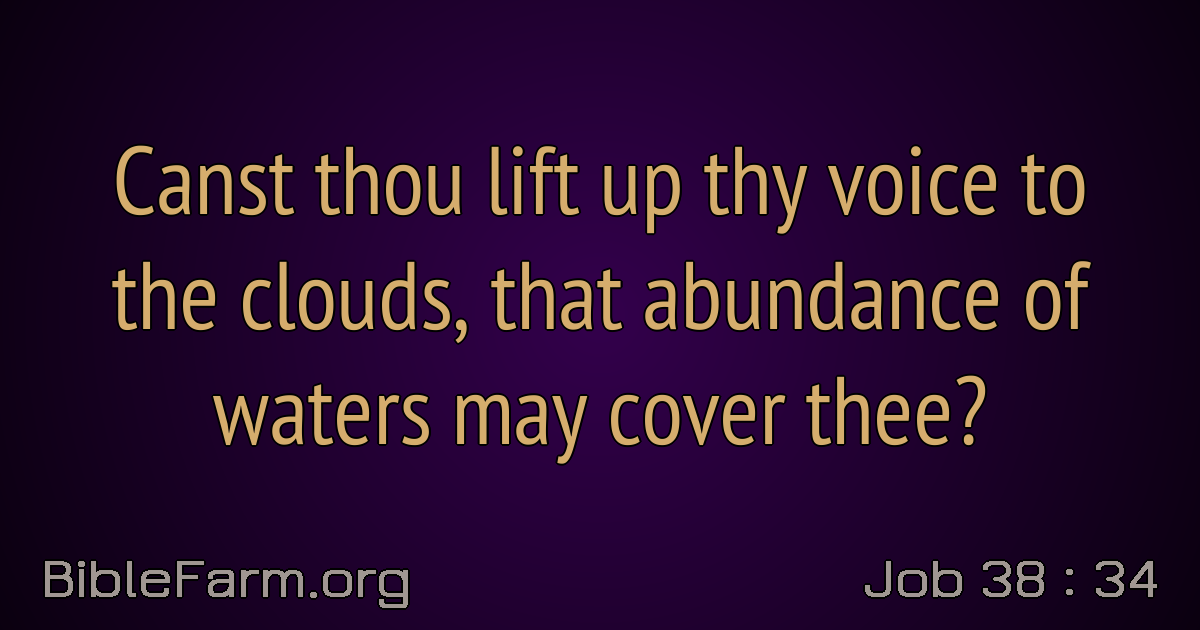 Canst thou lift up thy voice to
the clouds, that abundance of
waters may cover thee?
BibleFarm.org
Job 38 : 34